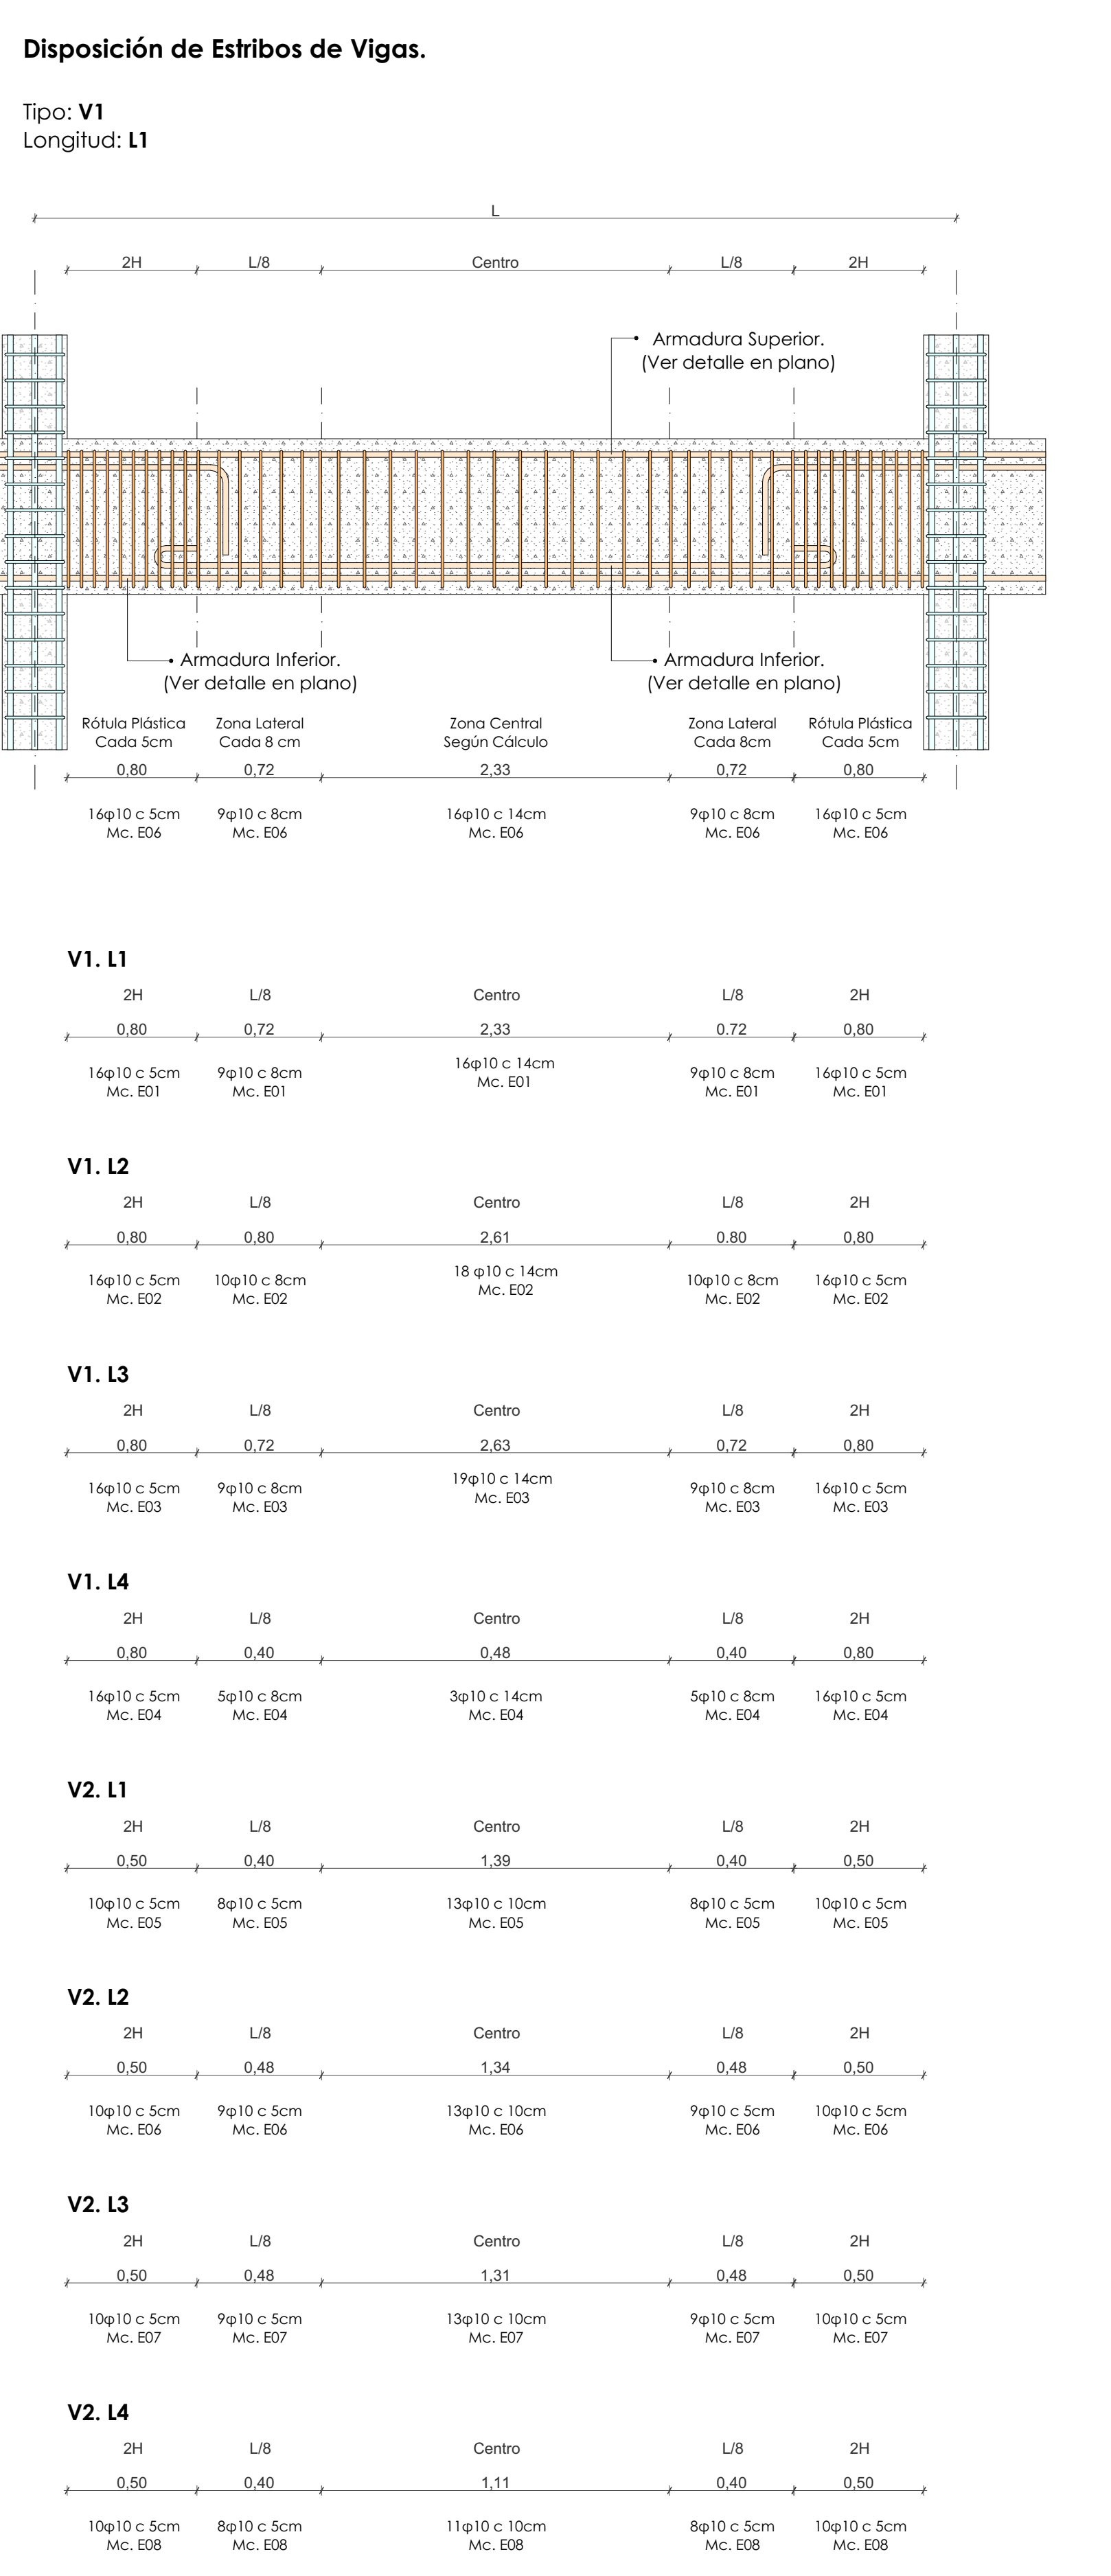 Disposición de Estribos de Vigas.
Tipo: V1
Longitud: L1
L
2H L/8 Centro L/8 2H
Armadura Superior.
(Ver detalle en plano)
Armadura Inferior. Armadura Inferior.
(Ver detalle en plano) (Ver detalle en plano)
Rótula Plástica Zona Lateral Zona Central Zona Lateral Rótula Plástica
Cada 5cm Cada 8 cm Según Cálculo Cada 8cm Cada 5cm
0,80 0,72 2,33 0,72 0,80
16φ10 c 5cm 9φ10 c 8cm 16φ10 c 14cm 9φ10 c 8cm 16φ10 c 5cm
Mc. E06 Mc. E06 Mc. E06 Mc. E06 Mc. E06
V1. L1
2H L/8 Centro L/8 2H
0,80 0,72 2,33 0.72 0,80
16φ10 c 5cm 9φ10 c 8cm 16φ10 c 14cm 9φ10 c 8cm 16φ10 c 5cm
Mc. E01 Mc. E01 Mc. E01 Mc. E01 Mc. E01
V1. L2
2H L/8 Centro L/8 2H
0,80 0,80 2,61 0.80 0,80
16φ10 c 5cm 10φ10 c 8cm 18 φ10 c 14cm 10φ10 c 8cm 16φ10 c 5cm
Mc. E02 Mc. E02 Mc. E02 Mc. E02 Mc. E02
V1. L3
2H L/8 Centro L/8 2H
0,80 0,72 2,63 0,72 0,80
16φ10 c 5cm 9φ10 c 8cm 19φ10 c 14cm 9φ10 c 8cm 16φ10 c 5cm
Mc. E03 Mc. E03 Mc. E03 Mc. E03 Mc. E03
V1. L4
2H L/8 Centro L/8 2H
0,80 0,40 0,48 0,40 0,80
16φ10 c 5cm 5φ10 c 8cm 3φ10 c 14cm 5φ10 c 8cm 16φ10 c 5cm
Mc. E04 Mc. E04 Mc. E04 Mc. E04 Mc. E04
V2. L1
2H L/8 Centro L/8 2H
0,50 0,40 1,39 0,40 0,50
10φ10 c 5cm 8φ10 c 5cm 13φ10 c 10cm 8φ10 c 5cm 10φ10 c 5cm
Mc. E05 Mc. E05 Mc. E05 Mc. E05 Mc. E05
V2. L2
2H L/8 Centro L/8 2H
0,50 0,48 1,34 0,48 0,50
10φ10 c 5cm 9φ10 c 5cm 13φ10 c 10cm 9φ10 c 5cm 10φ10 c 5cm
Mc. E06 Mc. E06 Mc. E06 Mc. E06 Mc. E06
V2. L3
2H L/8 Centro L/8 2H
0,50 0,48 1,31 0,48 0,50
10φ10 c 5cm 9φ10 c 5cm 13φ10 c 10cm 9φ10 c 5cm 10φ10 c 5cm
Mc. E07 Mc. E07 Mc. E07 Mc. E07 Mc. E07
V2. L4
2H L/8 Centro L/8 2H
0,50 0,40 1,11 0,40 0,50
10φ10 c 5cm 8φ10 c 5cm 11φ10 c 10cm 8φ10 c 5cm 10φ10 c 5cm
Mc. E08 Mc. E08 Mc. E08 Mc. E08 Mc. E08